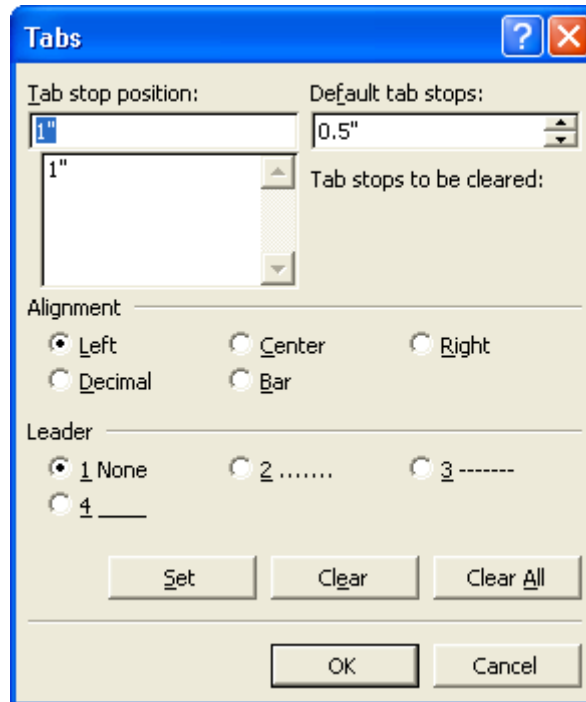 Tabs
Tab stop position: Default tab stops:
1" 0.5"
1" Tab stops to be cleared:
Alignment
Left Center Right
Decimal Bar
Leader
1 None 2 ....... 3 -------
4 ____
Set Clear Clear All
OK Cancel